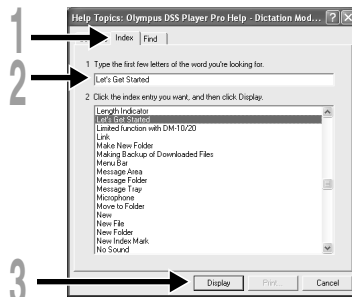 Help Topics: Olympus DSS Player Pro Help - Dictation Mod...
Index
Find
1 Type the first few letters of the word you're looking for.
Let's Get Started
2 Click the index entry you want, and then click Display.
Length Indicator
Let's Get Started
Limited function with DM-10/20
Link
Make New Folder
Making Backup of Downloaded Files
Menu Bar
Message Area
Message Folder
Message Tray
Microphone
Move to Folder
New
New File
New Folder
New Index Mark
No Sound
Display
Print...
Cancel
1
2
3